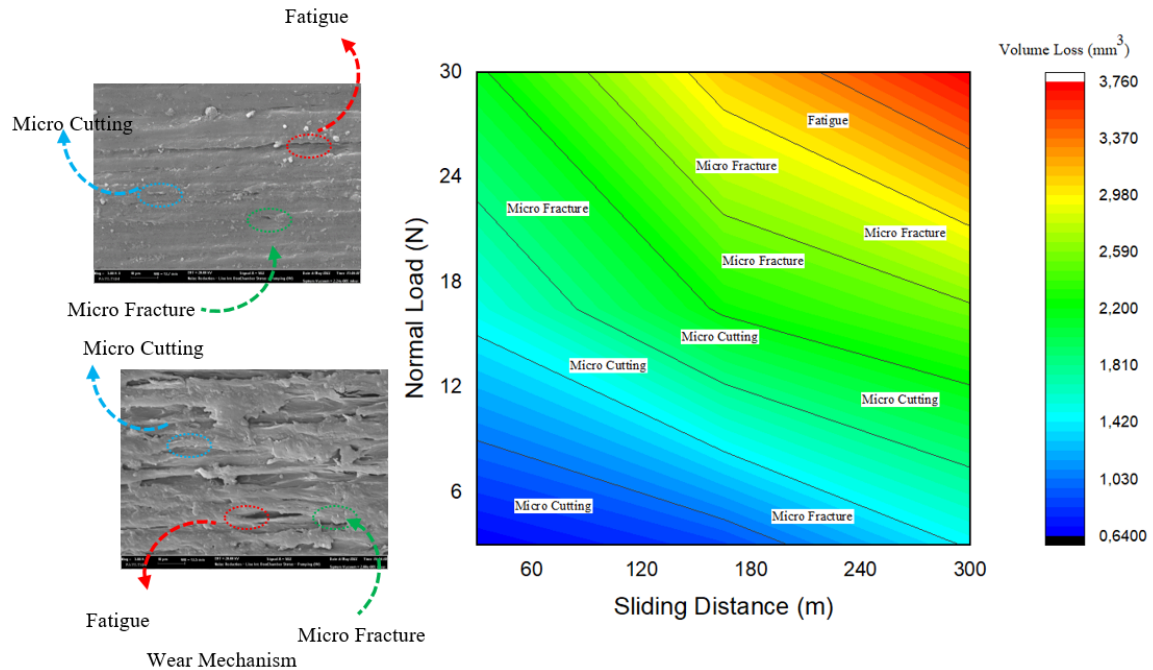 Fatigue
Micro Cutting
Micro Fracture
Micro Cutting
Fatigue
Micro Fracture
Wear Mechanism
Volume Loss (mm³)
Normal Load (N)
30
24
18
12
6
Fatigue
Micro Fracture
Micro Fracture
Micro Fracture
Micro Fracture
Micro Cutting
Micro Cutting
Micro Cutting
Micro Cutting
Micro Fracture
60 120 180 240 300
Sliding Distance (m)
3,760
3,370
2,980
2,590
2,200
1,810
1,420
1,030
0,6400